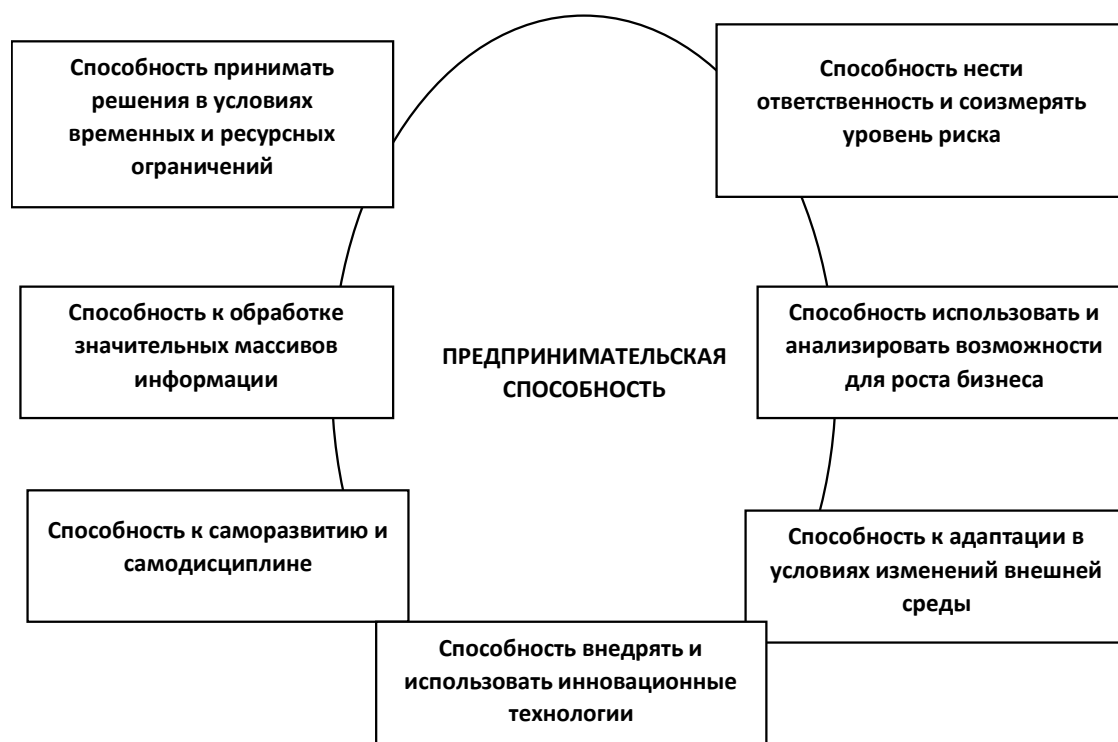 Способность принимать
решения в условиях
временных и ресурсных
ограничений
Способность нести
ответственность и соизмерять
уровень риска
Способность к обработке
значительных массивов
информации
ПРЕДПРИНИМАТЕЛЬСКАЯ
СПОСОБНОСТЬ
Способность использовать и
анализировать возможности
для роста бизнеса
Способность к саморазвитию и
самодисциплине
Способность к адаптации в
условиях изменений внешней
среды
Способность внедрять и
использовать инновационные
технологии